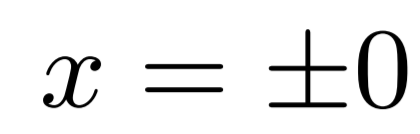 x = ±0